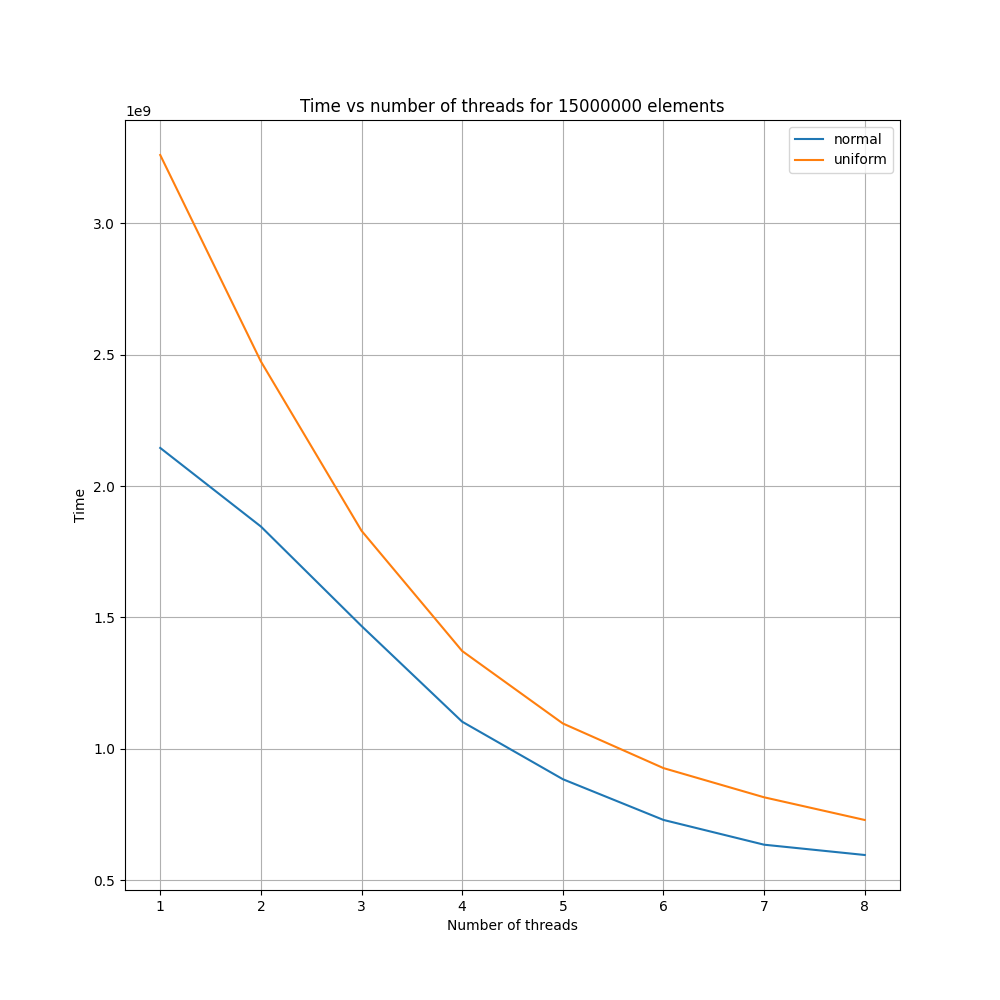 Time vs number of threads for 15000000 elements
1e9
normal
uniform
3.0
2.5
2.0
1.5
1.0
0.5
Time
1 2 3 4 5 6 7 8
Number of threads